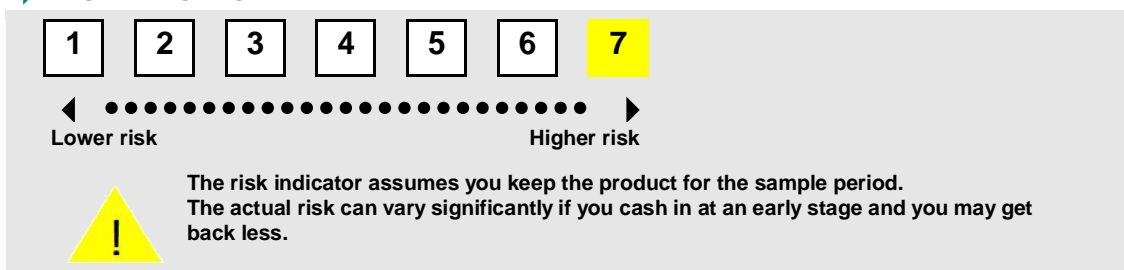 1 2 3 4 5 6 7
Lower risk Higher risk
The risk indicator assumes you keep the product for the sample period.
The actual risk can vary significantly if you cash in at an early stage and you may get
back less.
!